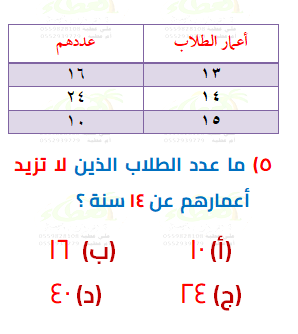 أعمار الطلاب عددهم
١٣ ١٦
١٤ ٢٤
١٥ ١٠
٥) ما عدد الطلاب الذين لا تزيد
أعمارهم عن ١٤ سنة ؟
(أ) ١٠ (ب) ١٦
(ج) ٢٤ (د) ٤٠